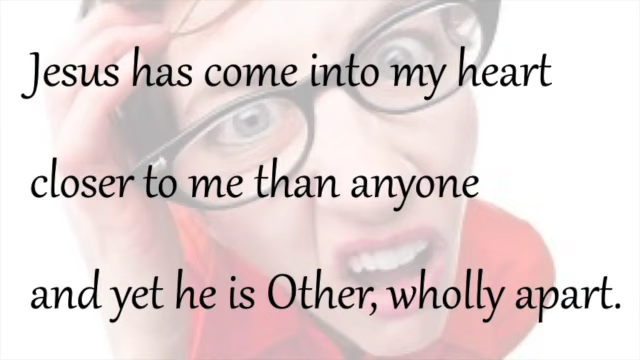 Jesus has come into my heart
closer to me than anyone
and yet he is Other, wholly apart.